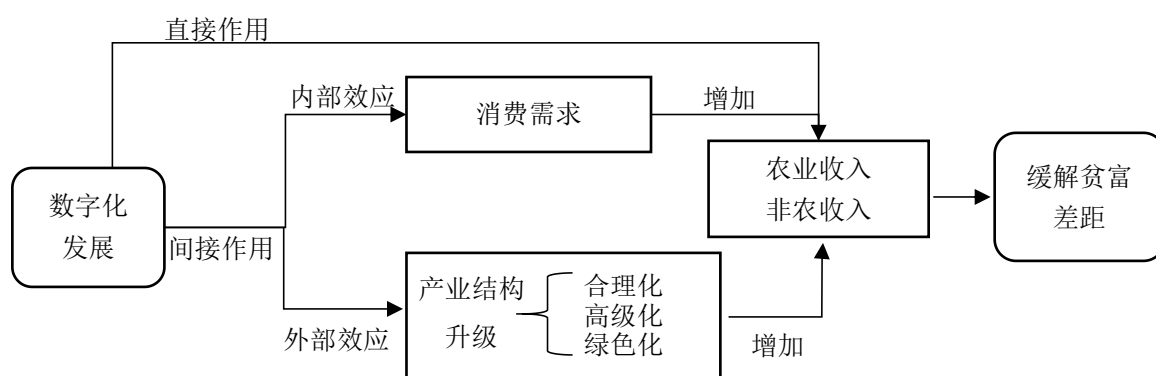 直接作用
内部效应
消费需求
增加
数字化
发展
间接作用
农业收入
非农收入
缓解贫富
差距
产业结构
升级
合理化
高级化
绿色化
外部效应
增加